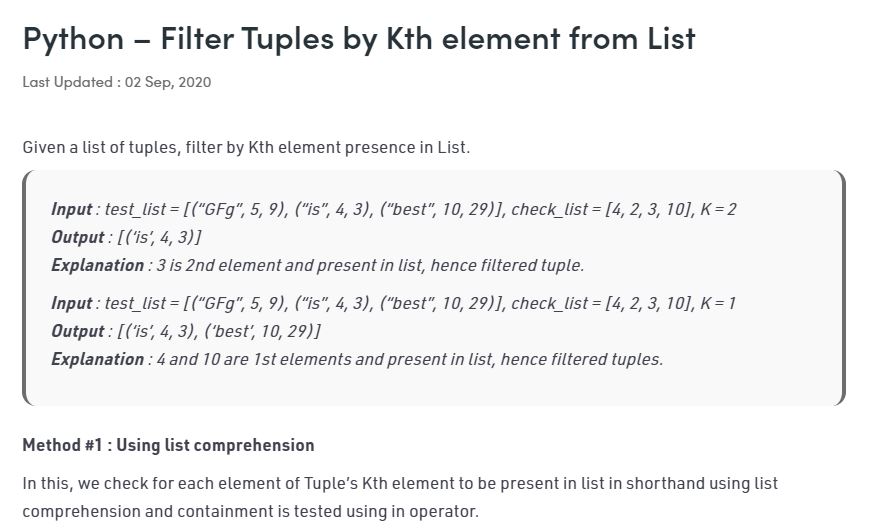 Python – Filter Tuples by Kth element from List
Last Updated : 02 Sep, 2020
Given a list of tuples, filter by Kth element presence in List.
Input : test_list = [(“GFg”, 5, 9), (“is”, 4, 3), (“best”, 10, 29)], check_list = [4, 2, 3, 10], K = 2
Output : [(‘is’, 4, 3)]
Explanation : 3 is 2nd element and present in list, hence filtered tuple.
Input : test_list = [(“GFg”, 5, 9), (“is”, 4, 3), (“best”, 10, 29)], check_list = [4, 2, 3, 10], K = 1
Output : [(‘is’, 4, 3), (‘best’, 10, 29)]
Explanation : 4 and 10 are 1st elements and present in list, hence filtered tuples.
Method #1 : Using list comprehension
In this, we check for each element of Tuple’s Kth element to be present in list in shorthand using list
comprehension and containment is tested using in operator.